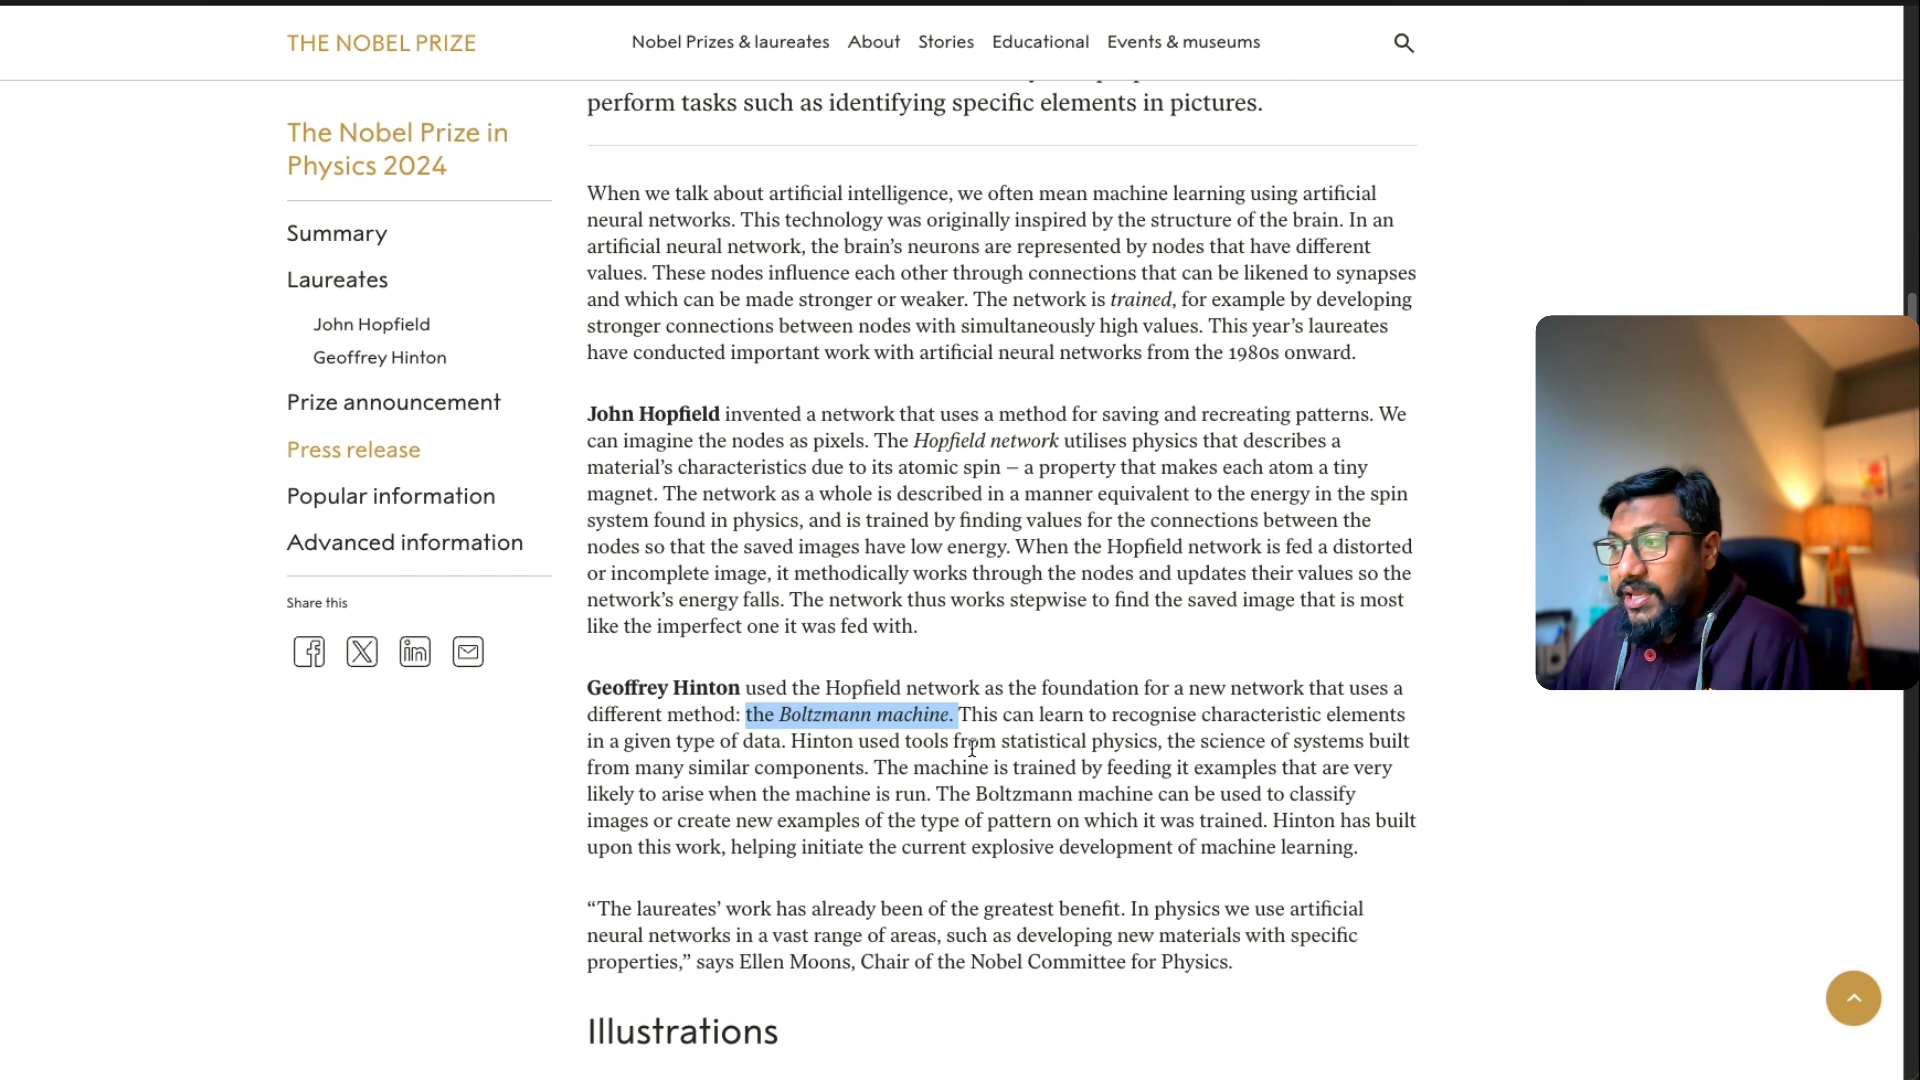 THE NOBEL PRIZE
Nobel Prizes & laureates About Stories Educational Events & museums
The Nobel Prize in
Physics 2024
Summary
Laureates
John Hopfield
Geoffrey Hinton
Prize announcement
Press release
Popular information
Advanced information
Share this
perform tasks such as identifying specific elements in pictures.
When we talk about artificial intelligence, we often mean machine learning using artificial
neural networks. This technology was originally inspired by the structure of the brain. In an
artificial neural network, the brain’s neurons are represented by nodes that have different
values. These nodes influence each other through connections that can be likened to synapses
and which can be made stronger or weaker. The network is trained, for example by developing
stronger connections between nodes with simultaneously high values. This year’s laureates
have conducted important work with artificial neural networks from the 1980s onward.
John Hopfield invented a network that uses a method for saving and recreating patterns. We
can imagine the nodes as pixels. The Hopfield network utilises physics that describes a
material’s characteristics due to its atomic spin – a property that makes each atom a tiny
magnet. The network as a whole is described in a manner equivalent to the energy in the spin
system found in physics, and is trained by finding values for the connections between the
nodes so that the saved images have low energy. When the Hopfield network is fed a distorted
or incomplete image, it methodically works through the nodes and updates their values so the
network’s energy falls. The network thus works stepwise to find the saved image that is most
like the imperfect one it was fed with.
Geoffrey Hinton used the Hopfield network as the foundation for a new network that uses a
different method: the Boltzmann machine. This can learn to recognise characteristic elements
in a given type of data. Hinton used tools from statistical physics, the science of systems built
from many similar components. The machine is trained by feeding it examples that are very
likely to arise when the machine is run. The Boltzmann machine can be used to classify
images or create new examples of the type of pattern on which it was trained. Hinton has built
upon this work, helping initiate the current explosive development of machine learning.
“The laureates’ work has already been of the greatest benefit. In physics we use artificial
neural networks in a vast range of areas, such as developing new materials with specific
properties,” says Ellen Moons, Chair of the Nobel Committee for Physics.
Illustrations